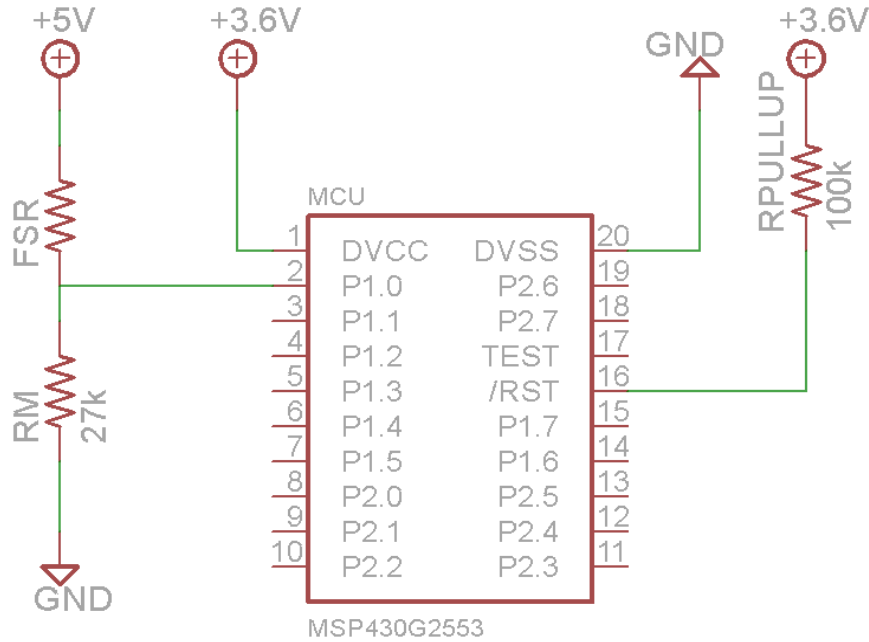 +5V
+3.6V
GND
+3.6V
FSR
RPULLUP
100k
MCU
1 DVCC DVSS 20
2 P1.0 P2.6 19
3 P1.1 P2.7 18
4 P1.2 TEST 17
5 P1.3 /RST 16
6 P1.4 P1.7 15
7 P1.5 P1.6 14
8 P2.0 P2.5 13
9 P2.1 P2.4 12
10 P2.2 P2.3 11
RM
27k
GND
MSP430G2553